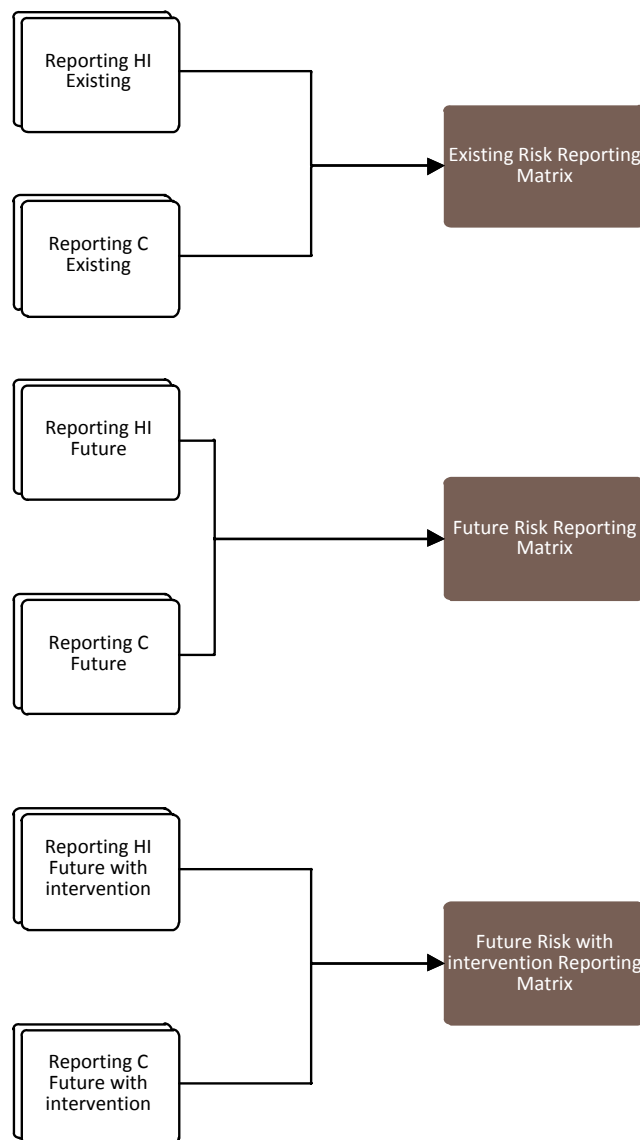 Reporting HI
Existing
Existing Risk Reporting
Matrix
Reporting C
Existing
Reporting HI
Future
Future Risk Reporting
Matrix
Reporting C
Future
Reporting HI
Future with
intervention
Future Risk with
intervention Reporting
Matrix
Reporting C
Future with
intervention